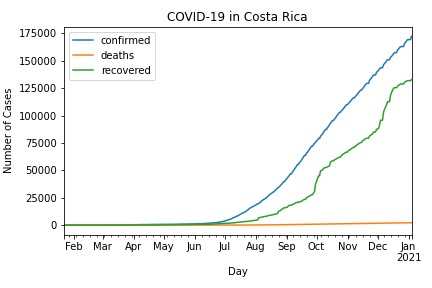 COVID-19 in Costa Rica
confirmed
deaths
recovered
Number of Cases
175000
150000
125000
100000
75000
50000
25000
0
Feb Mar Apr May Jun Jul Aug Sep Oct Nov Dec Jan
2021
Day